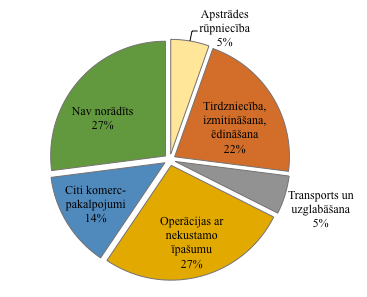 Apstrādes
rūpniecība
5%
Tirdzniecība,
izmitināšana,
ēdināšana
22%
Transports un
uzglabāšana
5%
Operācijas ar
nekustamo
īpašumu
27%
Citi komerc-
pakalpojumi
14%
Nav norādīts
27%